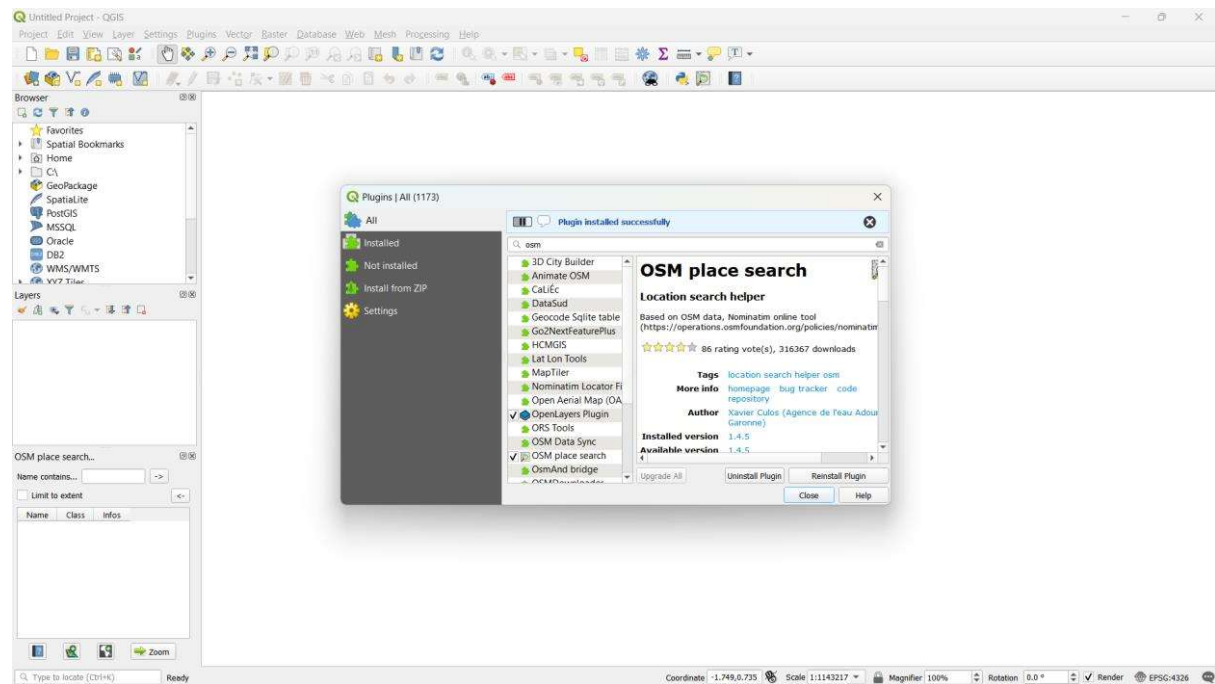 Untitled Project - QGIS
Project Edit View Layer Settings Plugins Vector Raster Database Web Mesh Processing Help
Browser
Favorites
Spatial Bookmarks
Home
C:\
GeoPackage
SpatiaLite
PostGIS
MSSQL
Oracle
DB2
WMS/WMTS
XYZ Tiles
Layers
OSM place search...
Name contains... ->
Limit to extent <-
Name Class Infos
Zoom
Plugins | All (1173)
All
Installed
Not installed
Install from ZIP
Settings
Plugin installed successfully
osm
3D City Builder
Animate OSM
CaLiÉc
DataSud
Geocode Sqlite table
Go2NextFeaturePlus
HCMGIS
Lat Lon Tools
MapTiler
Nominatim Locator Fi
Open Aerial Map (OA
OpenLayers Plugin
ORS Tools
OSM Data Sync
OSM place search
OsmAnd bridge
OSMDownloader
OSM place search
Location search helper
Based on OSM data, Nominatim online tool
(https://operations.osmfoundation.org/policies/nominatim
86 rating vote(s), 316367 downloads
Tags location search helper osm
More info homepage bug tracker code
repository
Author Xavier Culos (Agence de l'eau Adour
Garonne)
Installed version 1.4.5
Available version 1.4.5
Upgrade All Uninstall Plugin Reinstall Plugin
Close Help
Type to locate (Ctrl+K) Ready Coordinate -1.749,0.735 Scale 1:1143217 Magnifier 100% Rotation 0.0 ° Render EPSG:4326